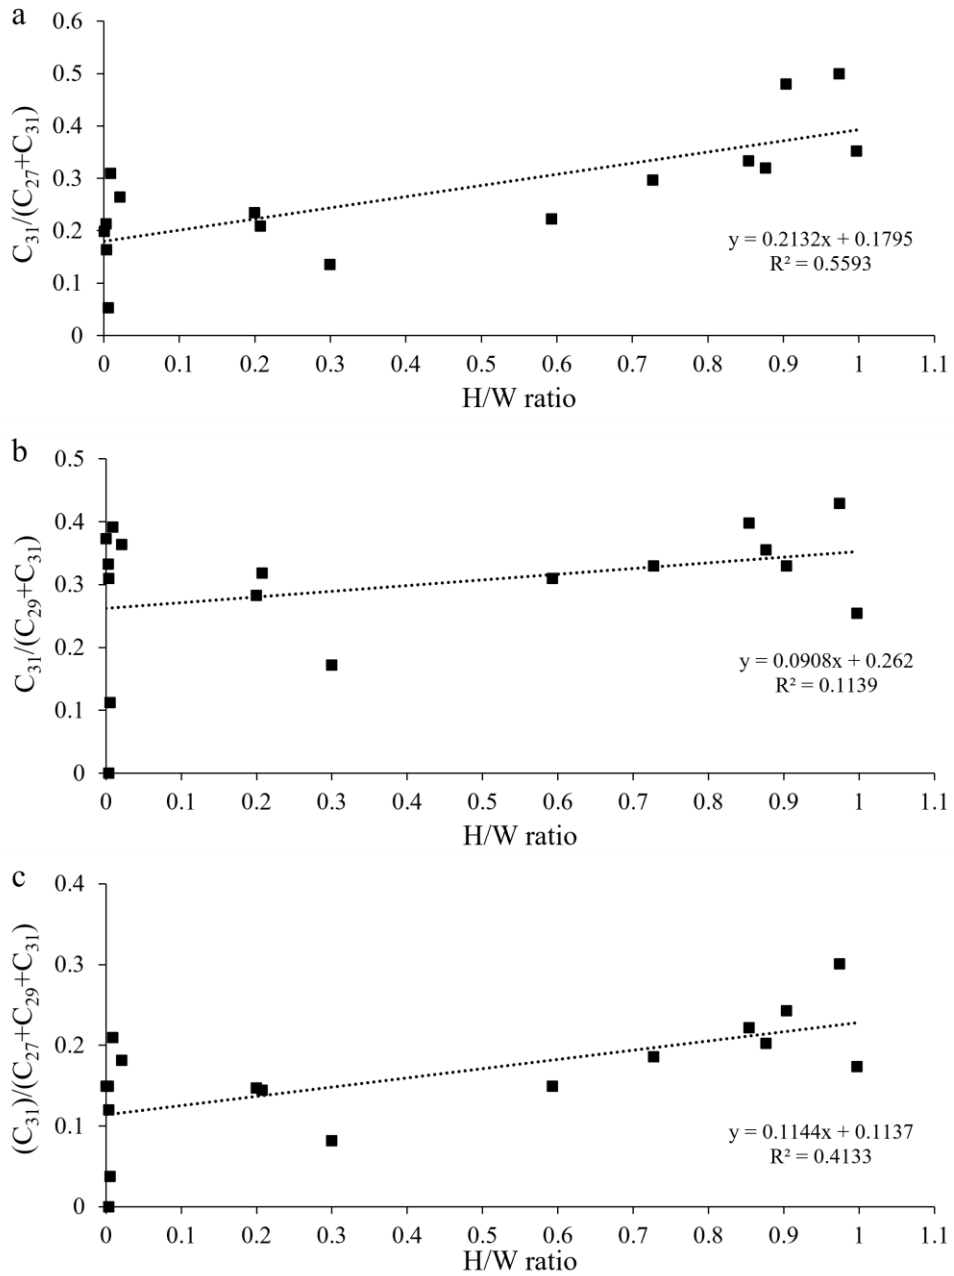 a
0.6
0.5
0.4
0.3
0.2
0.1
0
C₃₁/(C₂₇+C₃₁)
y = 0.2132x + 0.1795
R² = 0.5593
0 0.1 0.2 0.3 0.4 0.5 0.6 0.7 0.8 0.9 1 1.1
H/W ratio
b
0.5
0.4
0.3
0.2
0.1
0
C₃₁/(C₂₉+C₃₁)
y = 0.0908x + 0.262
R² = 0.1139
0 0.1 0.2 0.3 0.4 0.5 0.6 0.7 0.8 0.9 1 1.1
H/W ratio
c
0.4
0.3
0.2
0.1
0
(C₃₁)/(C₂₇+C₂₉+C₃₁)
y = 0.1144x + 0.1137
R² = 0.4133
0 0.1 0.2 0.3 0.4 0.5 0.6 0.7 0.8 0.9 1 1.1
H/W ratio